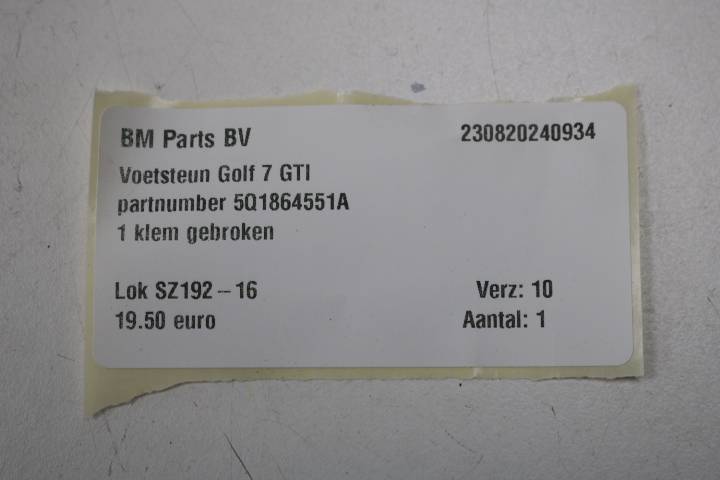 BM Parts BV 230820240934
Voetsteun Golf 7 GTI
partnumber 5Q1864551A
1 klem gebroken
Lok SZ192-16 Verz: 10
19.50 euro Aantal: 1